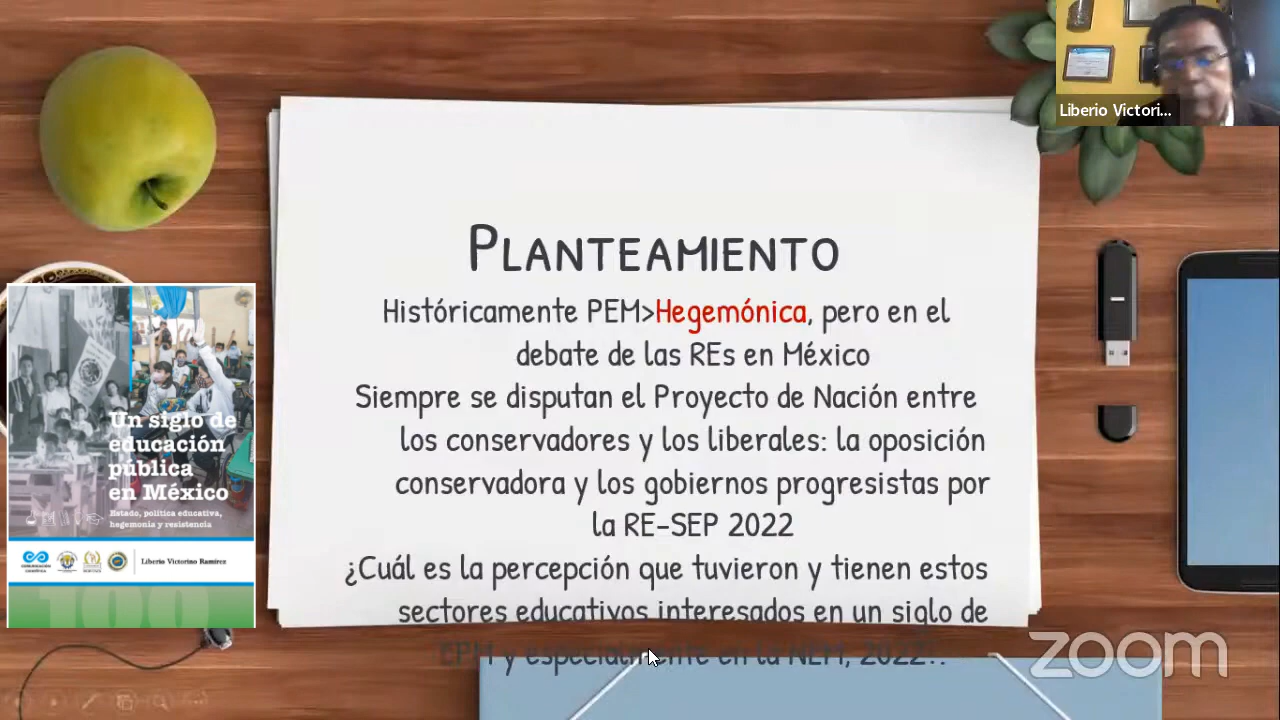 Liberio Victori...
PLANTEAMIENTO
Históricamente PEM>Hegemónica, pero en el
debate de las REs en México
Siempre se disputan el Proyecto de Nación entre
los conservadores y los liberales: la oposición
conservadora y los gobiernos progresistas por
la RE-SEP 2022
¿Cuál es la percepción que tuvieron y tienen estos
sectores educativos interesados en un siglo de
EPM y especialmente en la NEM, 2022?.
Un siglo de
educación
pública
en México
Estado, política educativa,
hegemonía y resistencia
COMUNICACIÓN
CIENTÍFICA
Liberio Victorino Ramírez
100
zoom